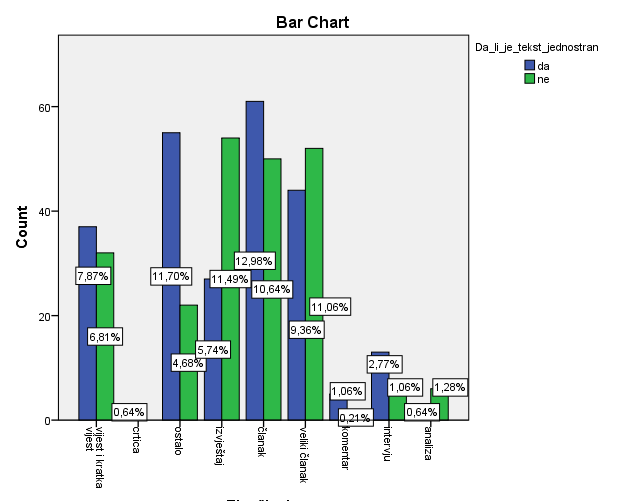 Bar Chart
Da_li_je_tekst_jednostran
da
ne
Count
60
40
20
0
7,87%
6,81%
0,64%
11,70%
4,68%
5,74%
11,49%
12,98%
10,64%
9,36%
11,06%
1,06%
0,21%
2,77%
1,06%
0,64%
1,28%
vijest i kratka
vijest
crtica
ostalo
izvještaj
članak
veliki članak
komentar
intervju
analiza